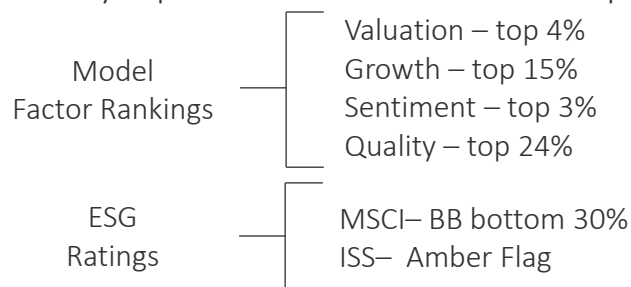 Model
Factor Rankings
Valuation – top 4%
Growth – top 15%
Sentiment – top 3%
Quality – top 24%
ESG
Ratings
MSCI– BB bottom 30%
ISS–  Amber Flag